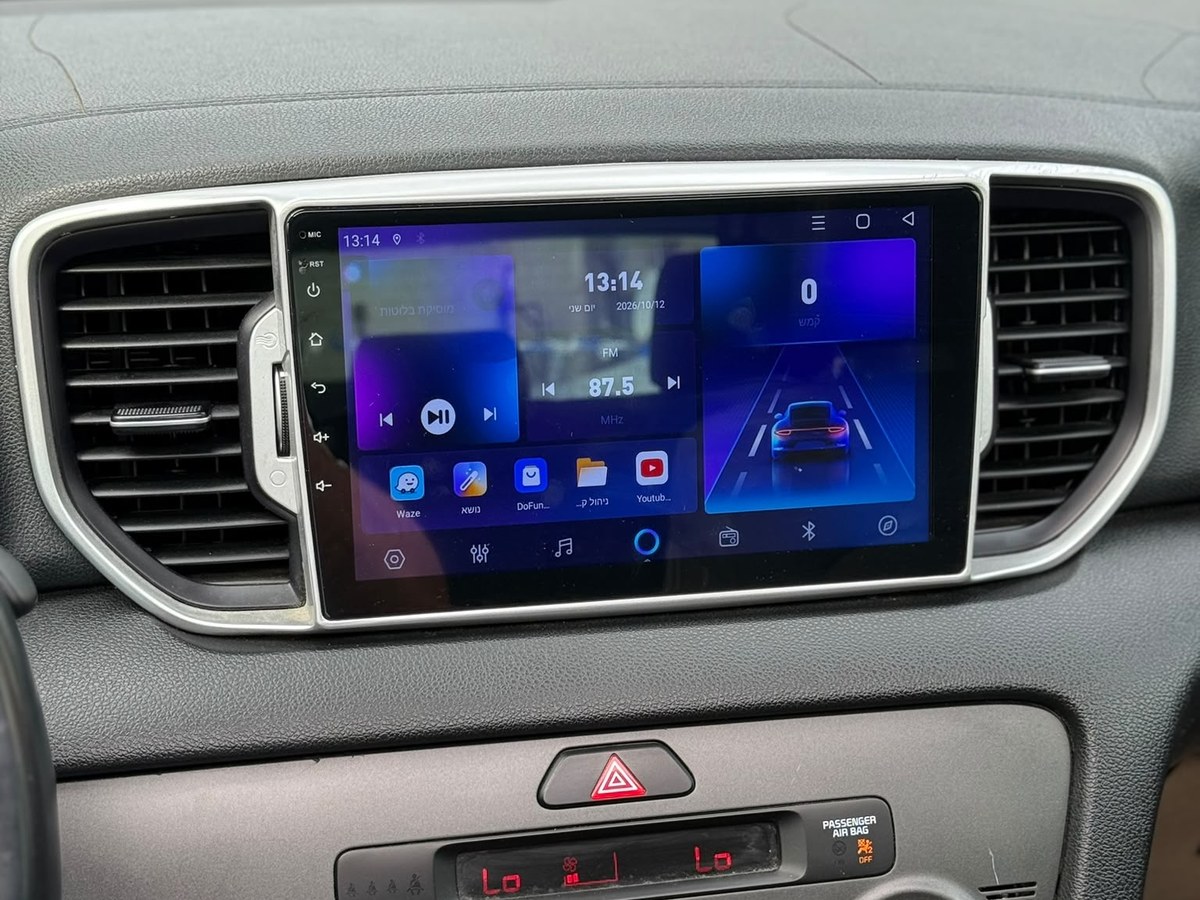 MIC
13:14
RST
מוסיקת בלוטות'
13:14
יום שני 2026/10/12
FM
87.5
MHz
0
קמ"ש
Waze
נושא
DoFun...
ניהול ק...
Youtub...
PASSENGER
AIR BAG
OFF
Lo
Lo